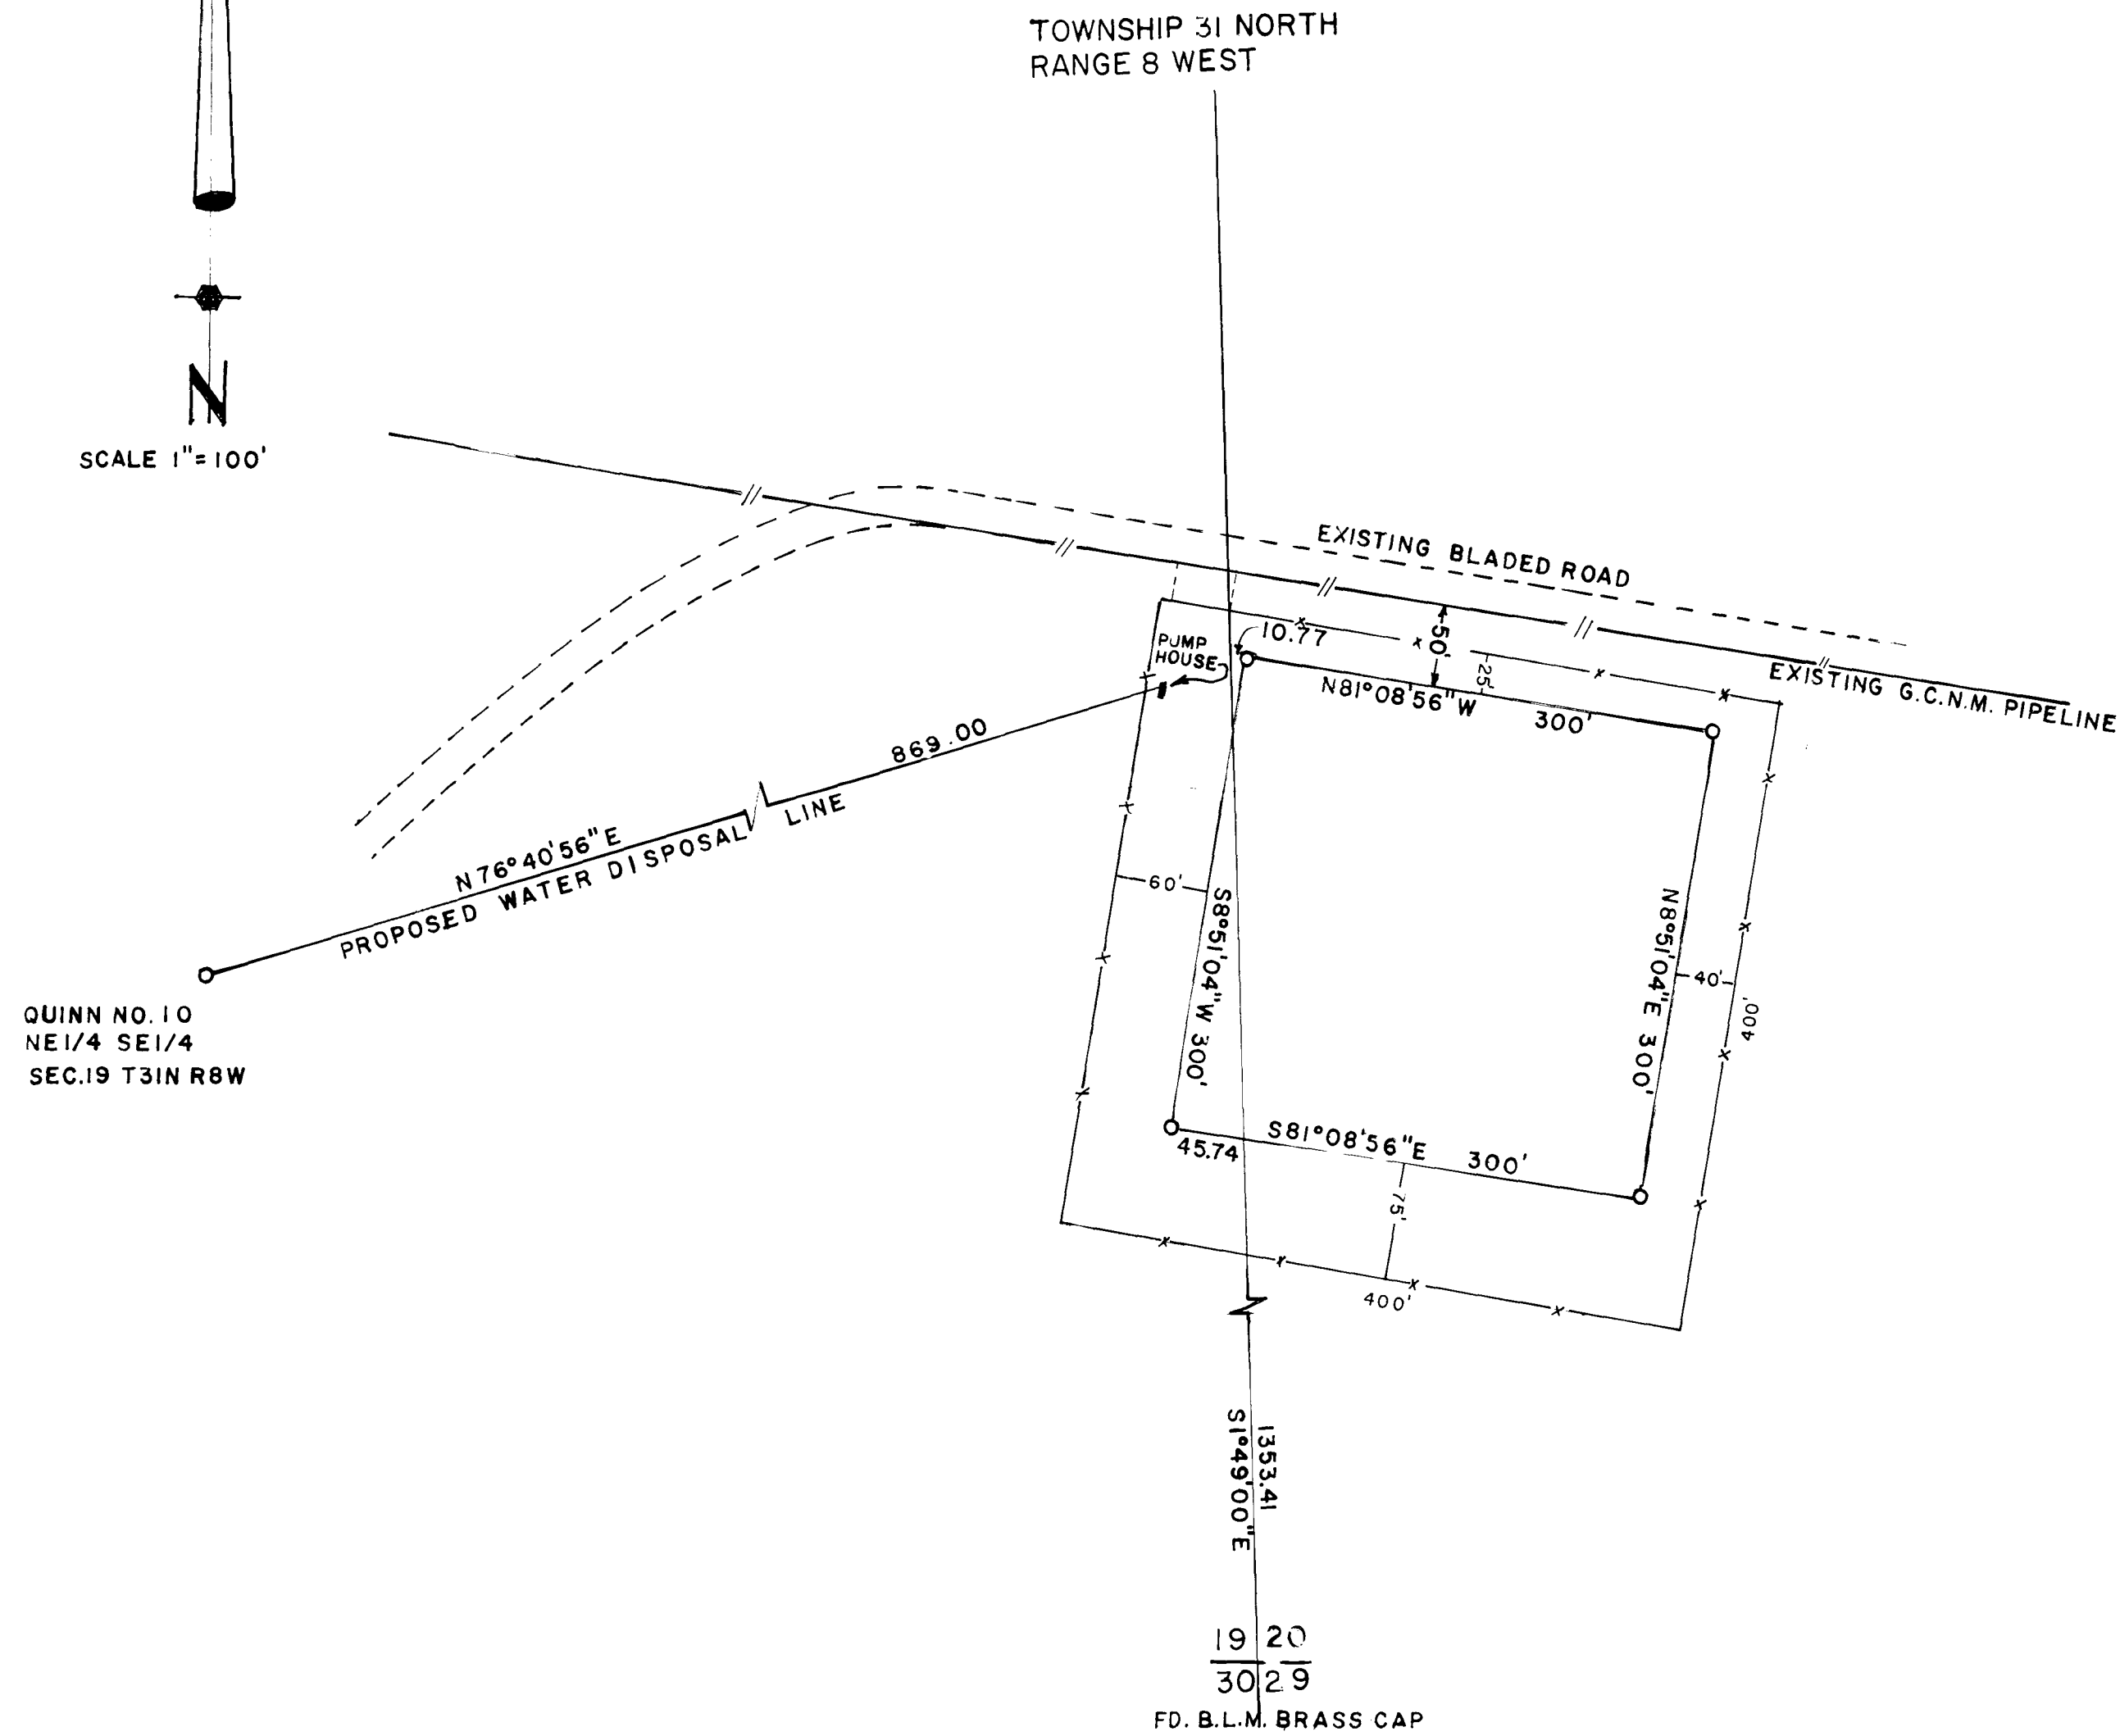 TOWNSHIP 31 NORTH
RANGE 8 WEST
N
SCALE 1"=100'
EXISTING BLADED ROAD
EXISTING G.C.N.M. PIPELINE
PUMP
HOUSE
10.77
50'
25'
N81°08'56"W 300'
869.00
N76°40'56"E
PROPOSED WATER DISPOSAL LINE
60'
S8°51'04"W 300'
N8°51'04"E 300'
40'
400'
QUINN NO. 10
NE1/4 SE1/4
SEC.19 T31N R8W
45.74
S81°08'56"E 300'
75'
400'
1353.41
S1°49'00"E
19 20
30 29
FD. B.L.M. BRASS CAP